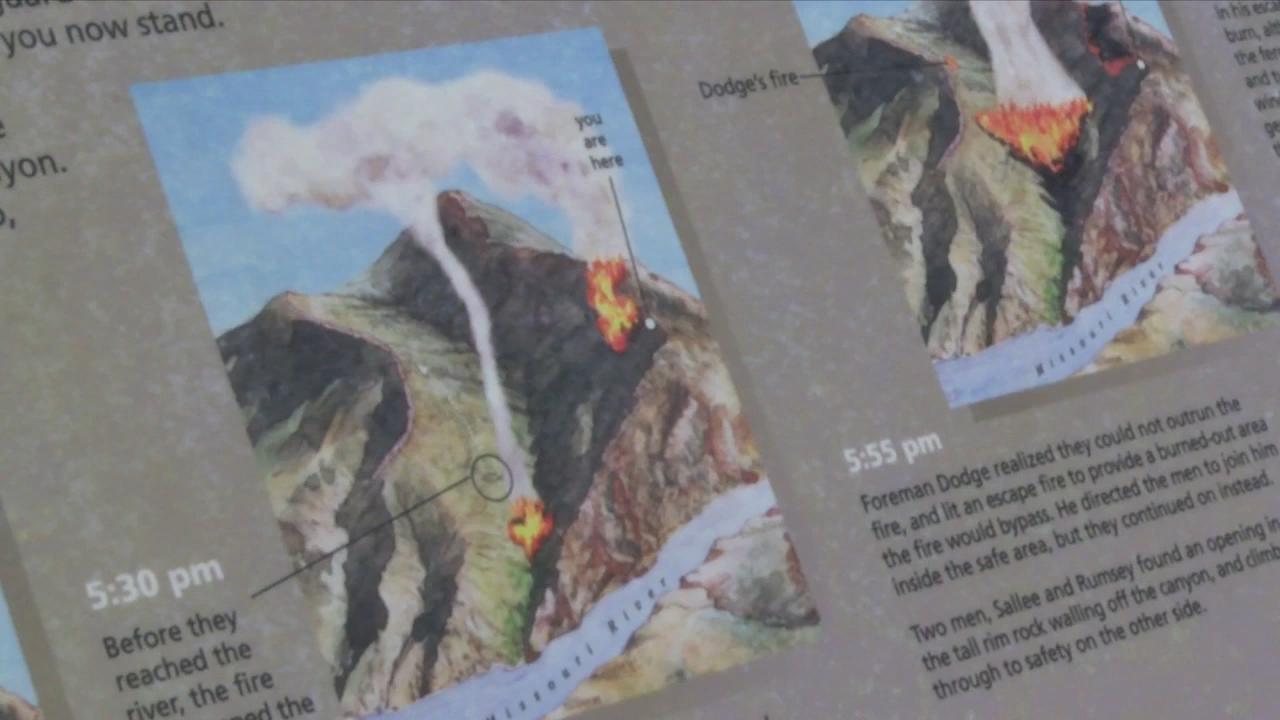 you now stand.
yon.
you
are
here
Missouri River
5:30 pm
Before they
reached the
river, the fire
the
Dodge's fire
Missouri River
5:55 pm
Foreman Dodge realized they could not outrun the
fire, and lit an escape fire to provide a burned-out area
the fire would bypass. He directed the men to join him
inside the safe area, but they continued on instead.
Two men, Sallee and Rumsey found an opening in
the tall rim rock walling off the canyon, and climb
through to safety on the other side.
in his esca
burn, alt
the fer
and t
win
ge